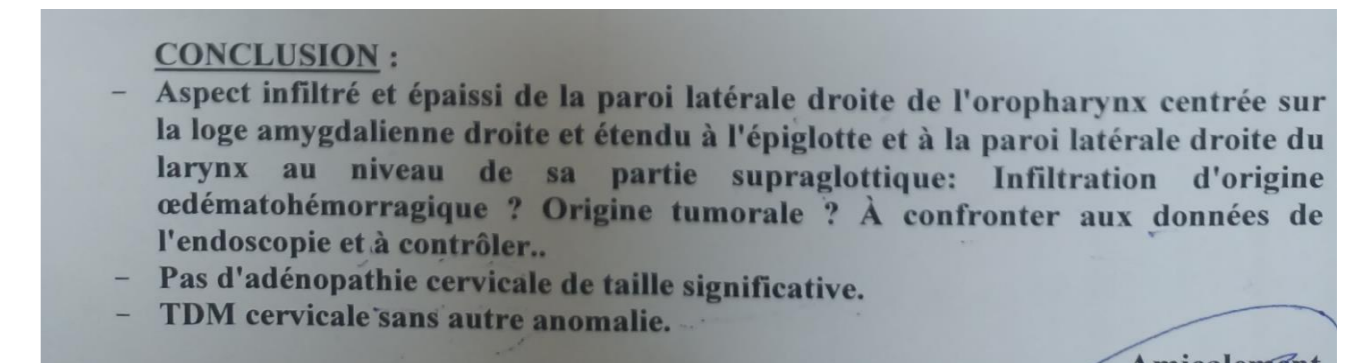 CONCLUSION :
- Aspect infiltré et épaissi de la paroi latérale droite de l'oropharynx centrée sur
la loge amygdalienne droite et étendu à l'épiglotte et à la paroi latérale droite du
larynx au niveau de sa partie supraglottique: Infiltration d'origine
œdématohémorragique ? Origine tumorale ? À confronter aux données de
l'endoscopie et à contrôler..
- Pas d'adénopathie cervicale de taille significative.
- TDM cervicale sans autre anomalie.